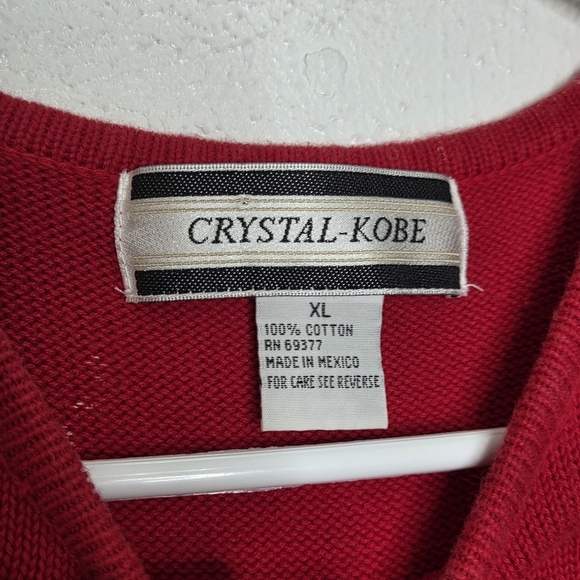 CRYSTAL-KOBE
XL
100% COTTON
RN 69377
MADE IN MEXICO
FOR CARE SEE REVERSE